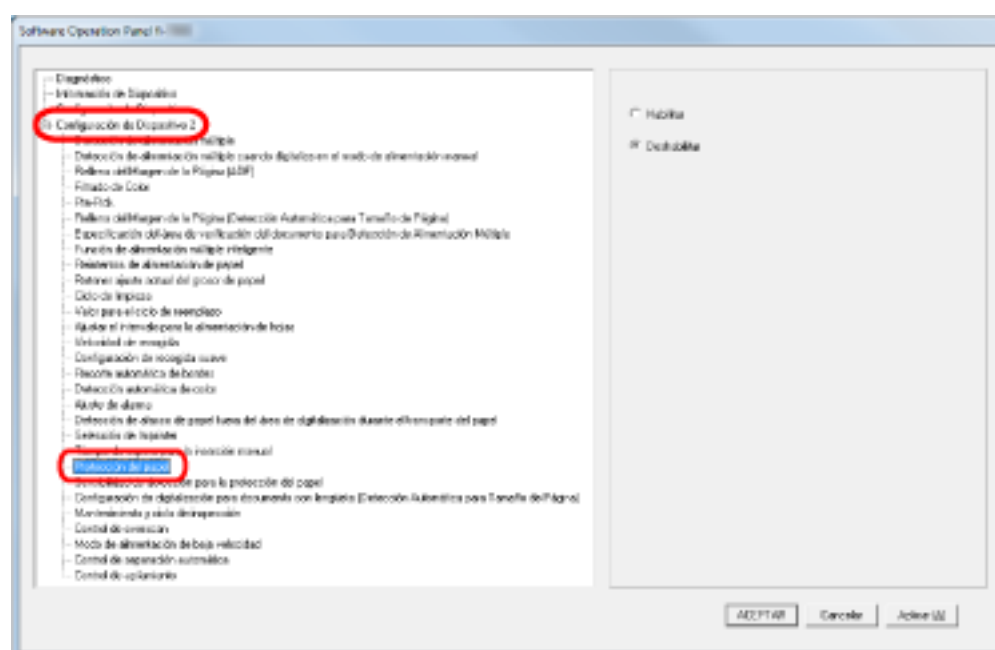 Software Operation Panel fi-
Diagnóstico
Información de Dispositivo
Configuración de Dispositivo 2
Detección de alimentación múltiple cuando digitaliza en el modo de alimentación manual
Relleno del Margen de la Página [ADF]
Filtrado de Color
Pre-Pick
Relleno del Margen de la Página (Detección Automática para Tamaño de Página)
Especificación del área de verificación del documento para Detección de Alimentación Múltiple
Función de alimentación múltiple inteligente
Reintentos de alimentación de papel
Retener ajuste actual del grosor de papel
Ciclo de limpieza
Valor para el ciclo de reemplazo
Ajustar el intervalo para la alimentación de hojas
Velocidad de recogida
Configuración de recogida suave
Recorte automático de bordes
Detección automática de color
Ajuste de alarma
Detección de atasco de papel fuera del área de digitalización durante el transporte del papel
Selección de
para la inserción manual
Protección del papel
Sensibilidad de detección para la protección del papel
Configuración de digitalización para documento con lengüeta (Detección Automática para Tamaño de Página)
Mantenimiento y ciclo de inspección
Control de overscan
Modo de alimentación de baja velocidad
Control de separación automática
Control de apilamiento
Habilitar
Deshabilitar
ACEPTAR
Cancelar
Aplicar (A)